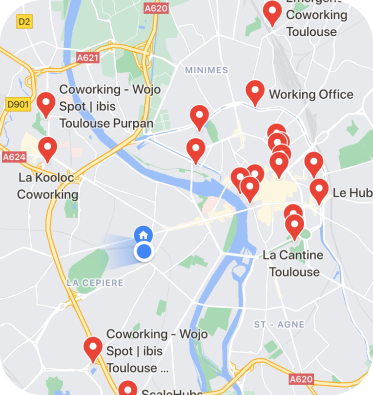 Emergent
Coworking
Toulouse
A620
D2
A621
MINIMES
Coworking - Wojo
Spot | ibis
Toulouse Purpan
Working Office
D901
A624
La Kooloc
Coworking
Le Hub
La Cantine
Toulouse
LA CEPIERE
ST - AGNE
Coworking - Wojo
Spot | ibis
Toulouse ...
A620
ScaleHubs